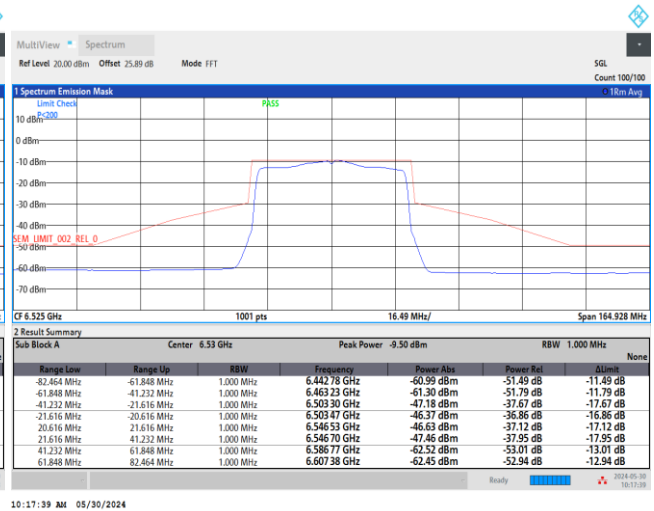 MultiView Spectrum
Ref Level 20.00 dBm Offset 25.89 dB Mode FFT SGL
Count 100/100
1 Spectrum Emission Mask 1Rm Avg
Limit Check PASS
P<200
10 dBm
0 dBm
-10 dBm
-20 dBm
-30 dBm
-40 dBm
SEM_LIMIT_002_REL_0
-50 dBm
-60 dBm
-70 dBm
CF 6.525 GHz 1001 pts 16.49 MHz/ Span 164.928 MHz
2 Result Summary
Sub Block A Center 6.53 GHz Peak Power -9.50 dBm RBW 1.000 MHz
None
Range Low Range Up RBW Frequency Power Abs Power Rel ΔLimit
-82.464 MHz -61.848 MHz 1.000 MHz 6.442 78 GHz -60.99 dBm -51.49 dB -11.49 dB
-61.848 MHz -41.232 MHz 1.000 MHz 6.463 23 GHz -61.30 dBm -51.79 dB -11.79 dB
-41.232 MHz -21.616 MHz 1.000 MHz 6.503 30 GHz -47.18 dBm -37.67 dB -17.67 dB
-21.616 MHz -20.616 MHz 1.000 MHz 6.503 47 GHz -46.37 dBm -36.86 dB -16.86 dB
20.616 MHz 21.616 MHz 1.000 MHz 6.546 53 GHz -46.63 dBm -37.12 dB -17.12 dB
21.616 MHz 41.232 MHz 1.000 MHz 6.546 70 GHz -47.46 dBm -37.95 dB -17.95 dB
41.232 MHz 61.848 MHz 1.000 MHz 6.586 77 GHz -62.52 dBm -53.01 dB -13.01 dB
61.848 MHz 82.464 MHz 1.000 MHz 6.607 38 GHz -62.45 dBm -52.94 dB -12.94 dB
Ready 2024-05-30
10:17:39
10:17:39 AM 05/30/2024